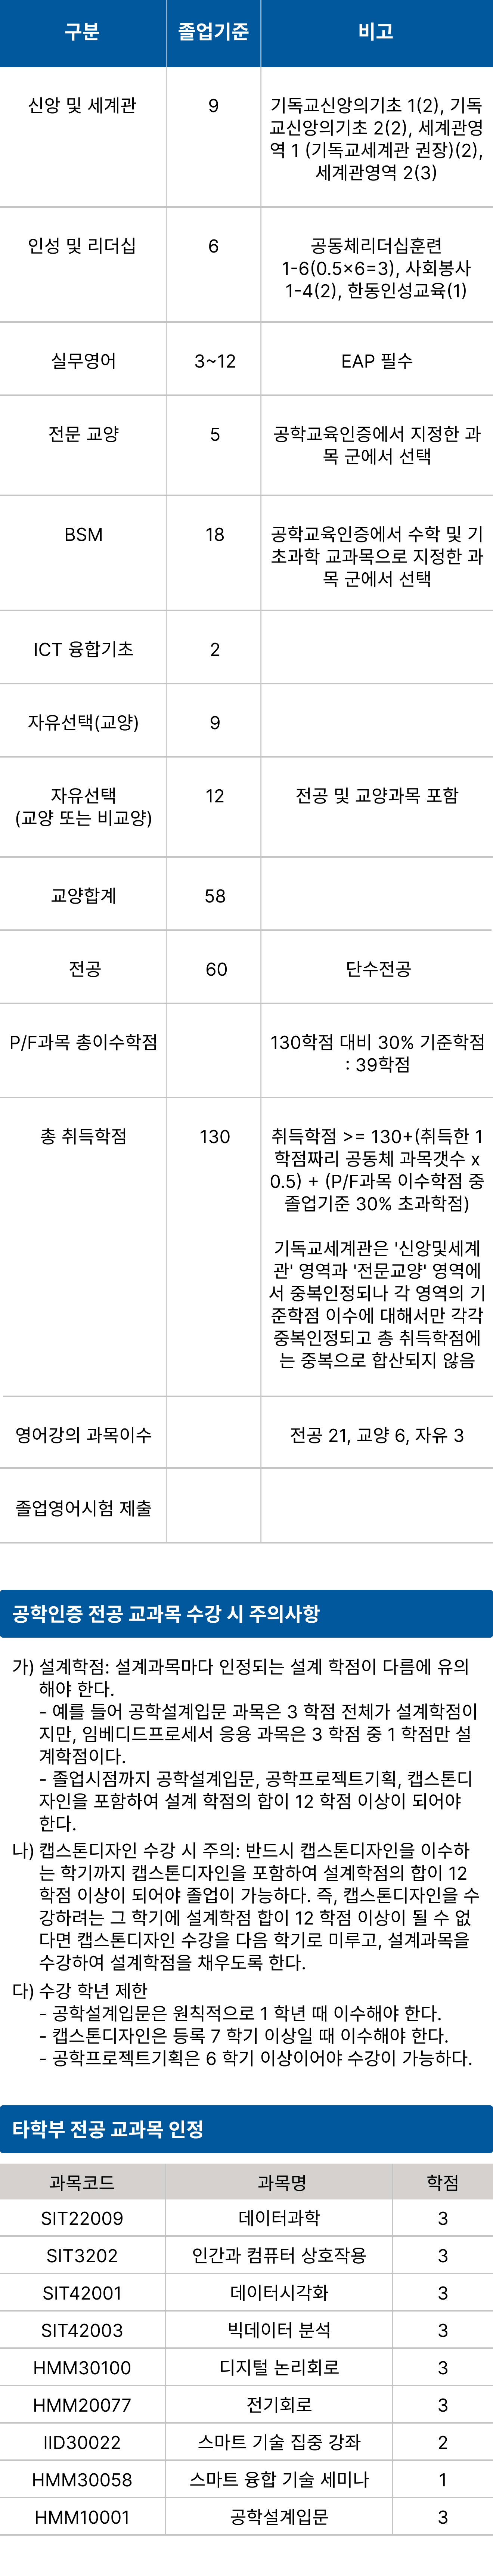 구분 졸업기준 비고
신앙 및 세계관 9 기독교신앙의기초 1(2), 기독
교신앙의기초 2(2), 세계관영
역 1 (기독교세계관 권장)(2),
세계관영역 2(3)
인성 및 리더십 6 공동체리더십훈련
1-6(0.5×6=3), 사회봉사
1-4(2), 한동인성교육(1)
실무영어 3~12 EAP 필수
전문 교양 5 공학교육인증에서 지정한 과
목 군에서 선택
BSM 18 공학교육인증에서 수학 및 기
초과학 교과목으로 지정한 과
목 군에서 선택
ICT 융합기초 2
자유선택(교양) 9
자유선택 12 전공 및 교양과목 포함
(교양 또는 비교양)
교양합계 58
전공 60 단수전공
P/F과목 총이수학점 130학점 대비 30% 기준학점
: 39학점
총 취득학점 130 취득학점 >= 130+(취득한 1
학점짜리 공동체 과목갯수 x
0.5) + (P/F과목 이수학점 중
졸업기준 30% 초과학점)
기독교세계관은 '신앙및세계
관' 영역과 '전문교양' 영역에
서 중복인정되나 각 영역의 기
준학점 이수에 대해서만 각각
중복인정되고 총 취득학점에
는 중복으로 합산되지 않음
영어강의 과목이수 전공 21, 교양 6, 자유 3
졸업영어시험 제출
공학인증 전공 교과목 수강 시 주의사항
가) 설계학점: 설계과목마다 인정되는 설계 학점이 다름에 유의
해야 한다.
- 예를 들어 공학설계입문 과목은 3 학점 전체가 설계학점이
지만, 임베디드프로세서 응용 과목은 3 학점 중 1 학점만 설
계학점이다.
- 졸업시점까지 공학설계입문, 공학프로젝트기획, 캡스톤디
자인을 포함하여 설계 학점의 합이 12 학점 이상이 되어야
한다.
나) 캡스톤디자인 수강 시 주의: 반드시 캡스톤디자인을 이수하
는 학기까지 캡스톤디자인을 포함하여 설계학점의 합이 12
학점 이상이 되어야 졸업이 가능하다. 즉, 캡스톤디자인을 수
강하려는 그 학기에 설계학점 합이 12 학점 이상이 될 수 없
다면 캡스톤디자인 수강을 다음 학기로 미루고, 설계과목을
수강하여 설계학점을 채우도록 한다.
다) 수강 학년 제한
- 공학설계입문은 원칙적으로 1 학년 때 이수해야 한다.
- 캡스톤디자인은 등록 7 학기 이상일 때 이수해야 한다.
- 공학프로젝트기획은 6 학기 이상이어야 수강이 가능하다.
타학부 전공 교과목 인정
과목코드 과목명 학점
SIT22009 데이터과학 3
SIT3202 인간과 컴퓨터 상호작용 3
SIT42001 데이터시각화 3
SIT42003 빅데이터 분석 3
HMM30100 디지털 논리회로 3
HMM20077 전기회로 3
IID30022 스마트 기술 집중 강좌 2
HMM30058 스마트 융합 기술 세미나 1
HMM10001 공학설계입문 3